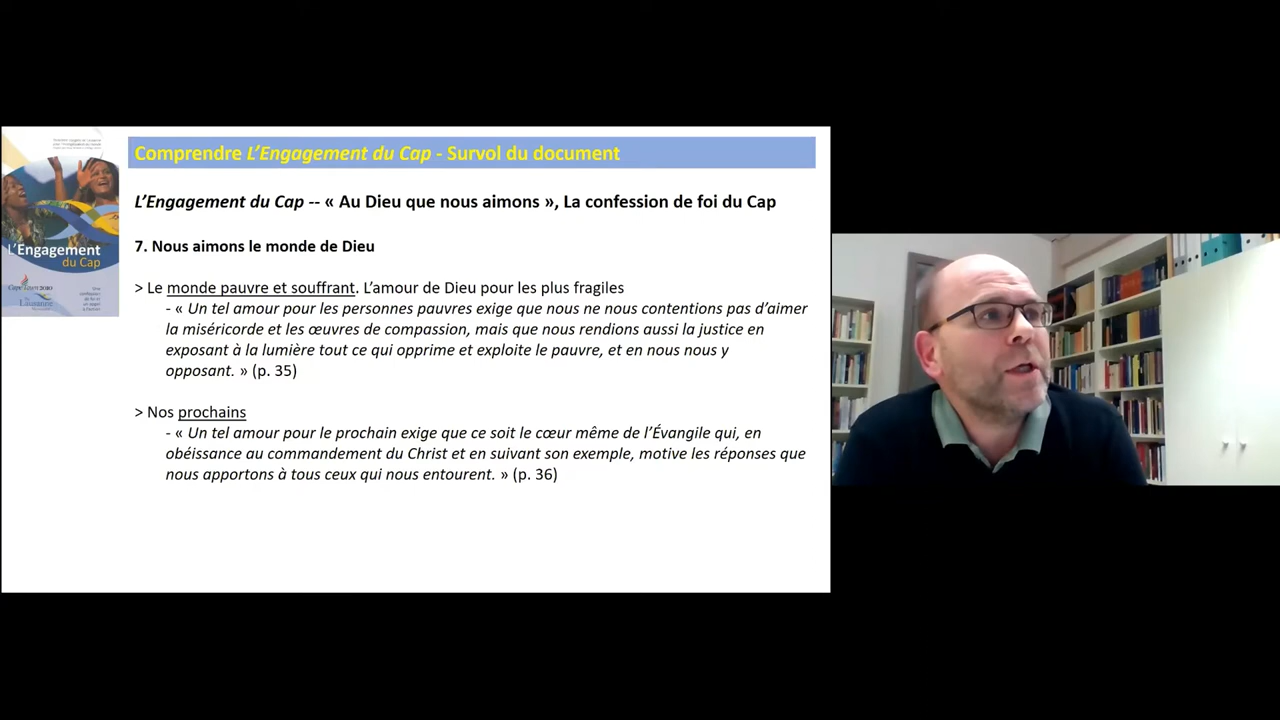 Comprendre L'Engagement du Cap - Survol du document
L'Engagement du Cap -- « Au Dieu que nous aimons », La confession de foi du Cap
7. Nous aimons le monde de Dieu
> Le monde pauvre et souffrant. L'amour de Dieu pour les plus fragiles
- « Un tel amour pour les personnes pauvres exige que nous ne nous contentions pas d'aimer
la miséricorde et les œuvres de compassion, mais que nous rendions aussi la justice en
exposant à la lumière tout ce qui opprime et exploite le pauvre, et en nous nous y
opposant. » (p. 35)
> Nos prochains
- « Un tel amour pour le prochain exige que ce soit le cœur même de l'Évangile qui, en
obéissance au commandement du Christ et en suivant son exemple, motive les réponses que
nous apportons à tous ceux qui nous entourent. » (p. 36)
L'Engagement
du Cap
Cape Town 2010
Lausanne